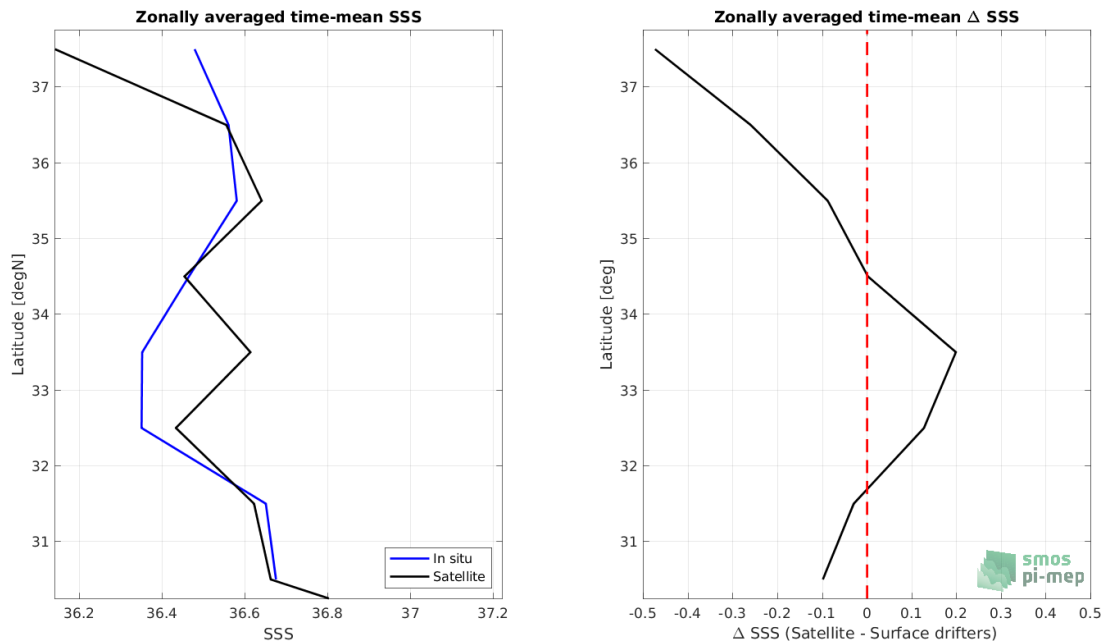 Zonally averaged time-mean SSS
37
36
35
34
33
32
31
Latitude [degN]
36.2 36.4 36.6 36.8 37 37.2
SSS
In situ
Satellite
Zonally averaged time-mean Δ SSS
37
36
35
34
33
32
31
Latitude [deg]
-0.5 -0.4 -0.3 -0.2 -0.1 0 0.1 0.2 0.3 0.4 0.5
Δ SSS (Satellite - Surface drifters)
smos
pi-mep